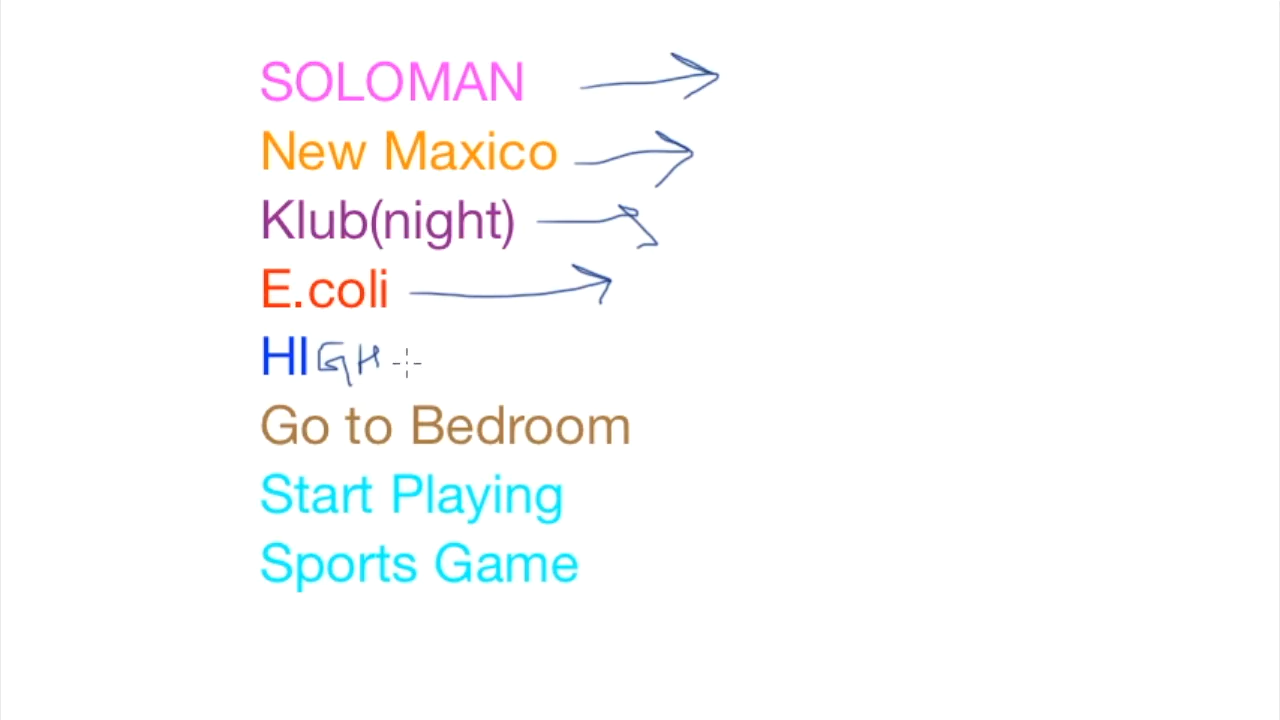 SOLOMAN
New Maxico
Klub(night)
E.coli
HIGH
Go to Bedroom
Start Playing
Sports Game